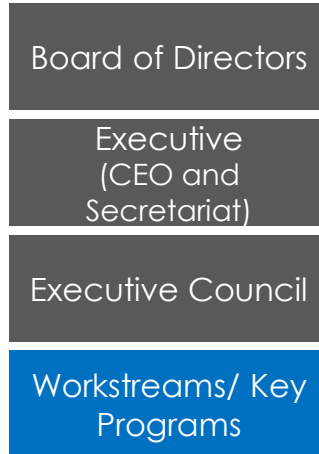 Board of Directors
Executive
(CEO and
Secretariat)
Executive Council
Workstreams/ Key
Programs